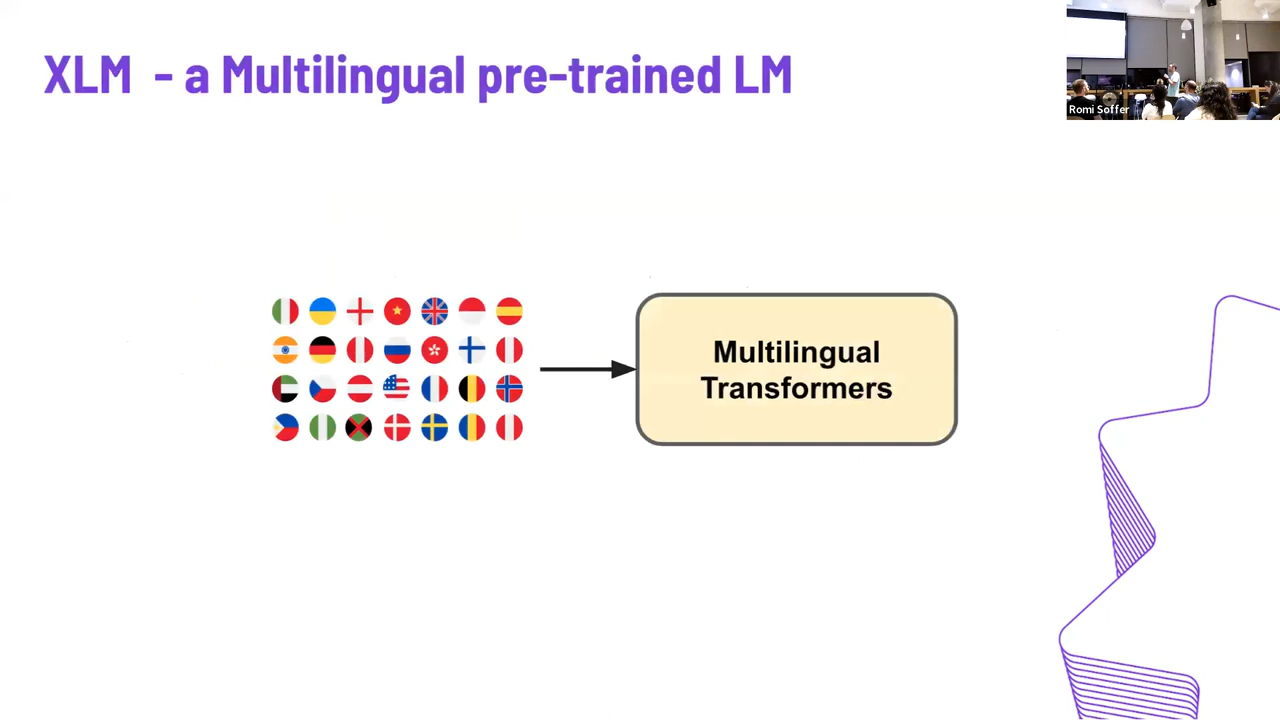 XLM - a Multilingual pre-trained LM
Romi Soffer
Multilingual
Transformers